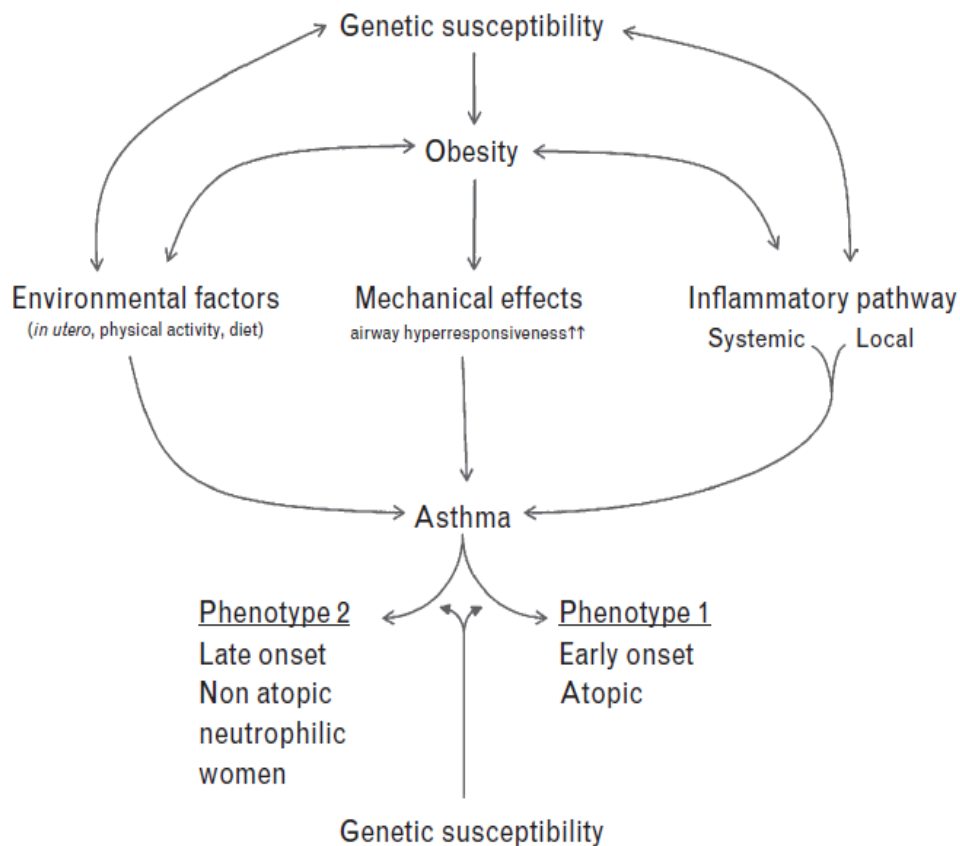 Genetic susceptibility
Obesity
Environmental factors
(in utero, physical activity, diet)
Mechanical effects
airway hyperresponsiveness↑↑
Inflammatory pathway
Systemic
Local
Asthma
Phenotype 2
Late onset
Non atopic
neutrophilic
women
Phenotype 1
Early onset
Atopic
Genetic susceptibility